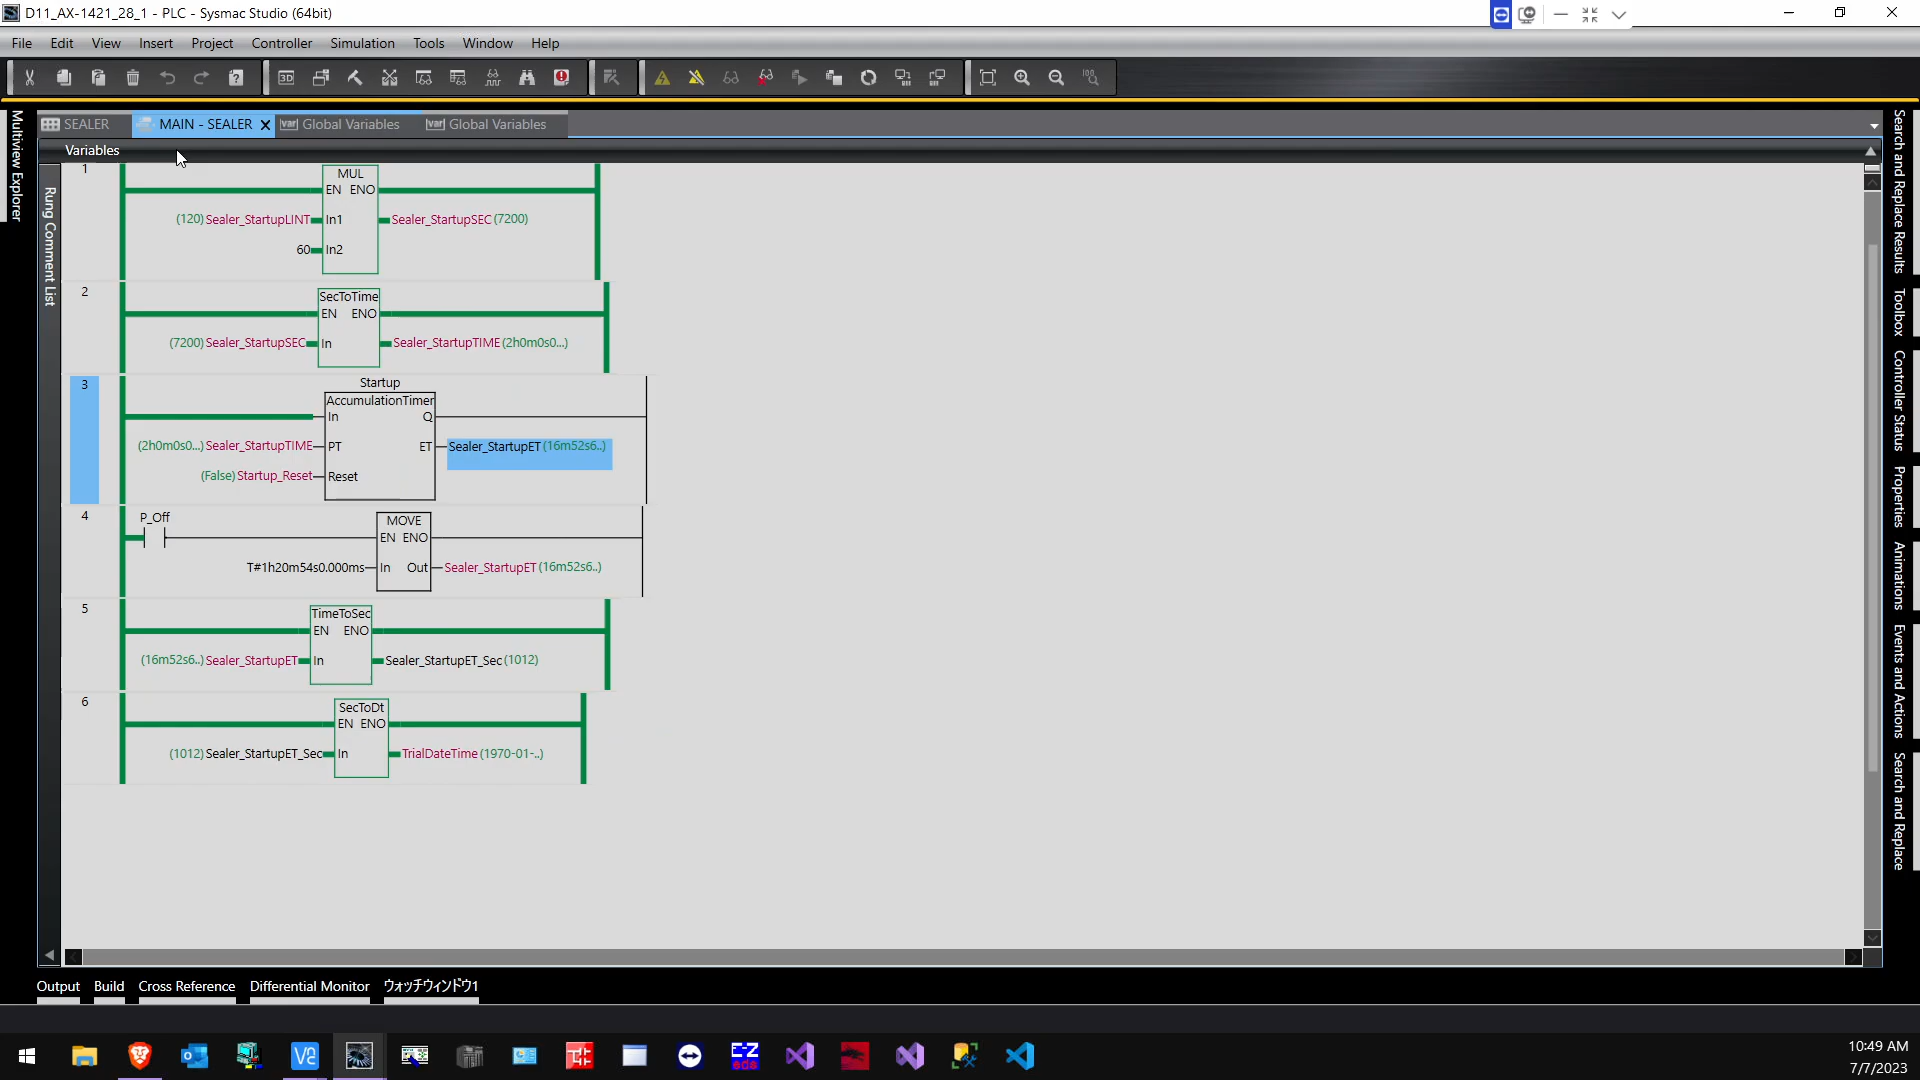 D11_AX-1421_28_1 - PLC - Sysmac Studio (64bit)
File Edit View Insert Project Controller Simulation Tools Window Help
SEALER MAIN - SEALER Global Variables Global Variables
Variables
Multiview Explorer
Rung Comment List
1
MUL
EN ENO
(120) Sealer_StartupLINT In1 Sealer_StartupSEC (7200)
60 In2
2
SecToTime
EN ENO
(7200) Sealer_StartupSEC In Sealer_StartupTIME (2h0m0s0...)
3
Startup
AccumulationTimer
In Q
(2h0m0s0...) Sealer_StartupTIME PT ET Sealer_StartupET (16m52s6..)
(False) Startup_Reset Reset
4
P_Off
MOVE
EN ENO
T#1h20m54s0.000ms In Out Sealer_StartupET (16m52s6..)
5
TimeToSec
EN ENO
(16m52s6..) Sealer_StartupET In Sealer_StartupET_Sec (1012)
6
SecToDt
EN ENO
(1012) Sealer_StartupET_Sec In TrialDateTime (1970-01-..)
Search and Replace Results
Toolbox
Controller Status
Properties
Animations
Events and Actions
Search and Replace
Output Build Cross Reference Differential Monitor ウォッチウィンドウ1
10:49 AM
7/7/2023